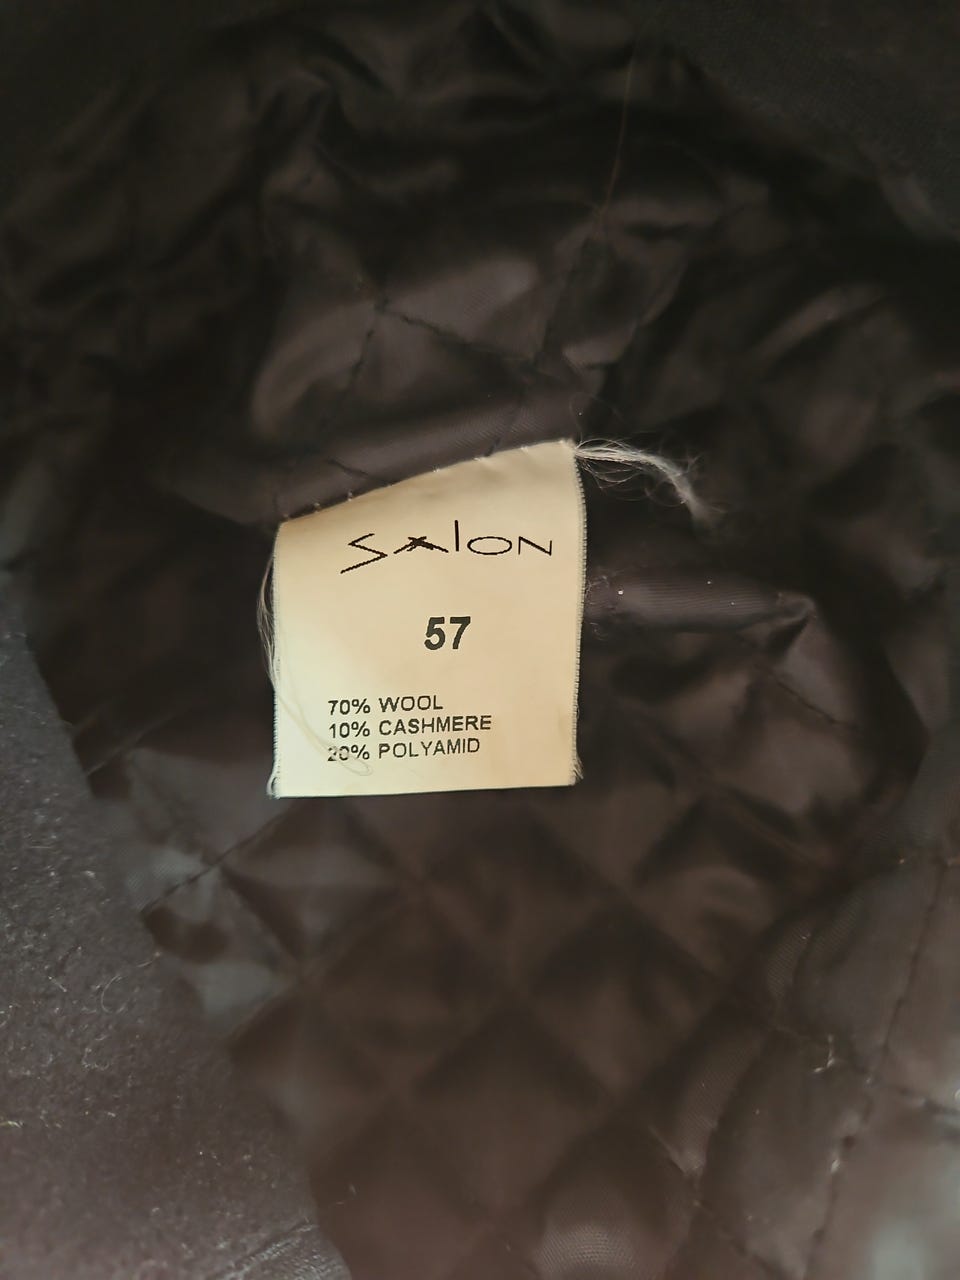 SAlON
57
70% WOOL
10% CASHMERE
20% POLYAMID